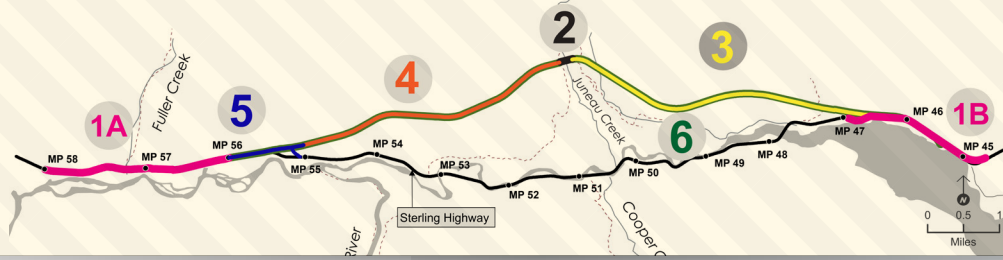 2
3
4
5
6
1A
1B
Fuller Creek
Juneau Creek
Cooper C
River
MP 58
MP 57
MP 56
MP 55
MP 54
MP 53
MP 52
MP 51
MP 50
MP 49
MP 48
MP 47
MP 46
MP 45
Sterling Highway
N
0 0.5 1
Miles